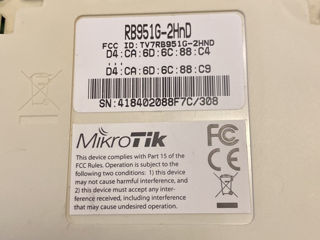 RB951G-2HnD
FCC ID:TV7RB951G-2HND
D4:CA:6D:6C:88:C4
D4:CA:6D:6C:88:C9
SN:418402088F7C/308
MikroTik
FC
CE
This device complies with Part 15 of the
FCC Rules. Operation is subject to the
following two conditions: 1) this device
may not cause harmful interference, and
2) this device must accept any inter-
ference received, including interference
that may cause undesired operation.